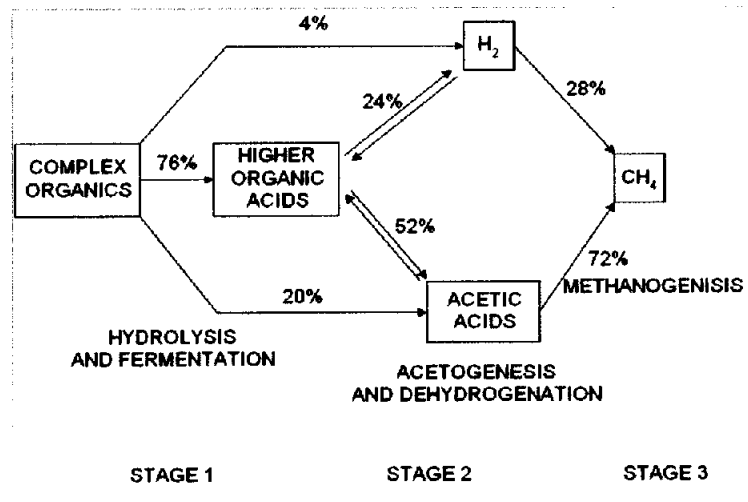 4%
H₂
24%
28%
COMPLEX
ORGANICS
76%
HIGHER
ORGANIC
ACIDS
CH₄
52%
72%
METHANOGENISIS
20%
ACETIC
ACIDS
HYDROLYSIS
AND FERMENTATION
ACETOGENESIS
AND DEHYDROGENATION
STAGE 1
STAGE 2
STAGE 3